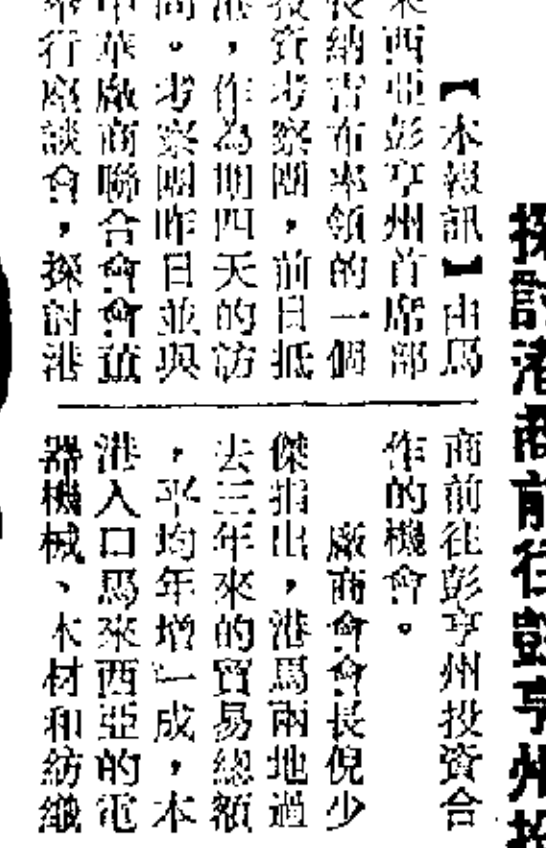 探討港商前往彭亨州投
【本報訊】由馬
來西亞彭亨州首席部
長納吉布率領的一個
投資考察團，前日抵
港，作為期四天的訪
問。考察團昨日並與
中華廠商聯合會會董
舉行座談會，探討港
商前往彭亨州投資合
作的機會。
廠商會會長倪少
傑指出，港馬兩地過
去三年來的貿易總額
，平均年增一成，本
港入口馬來西亞的電
器機械、木材和紡織